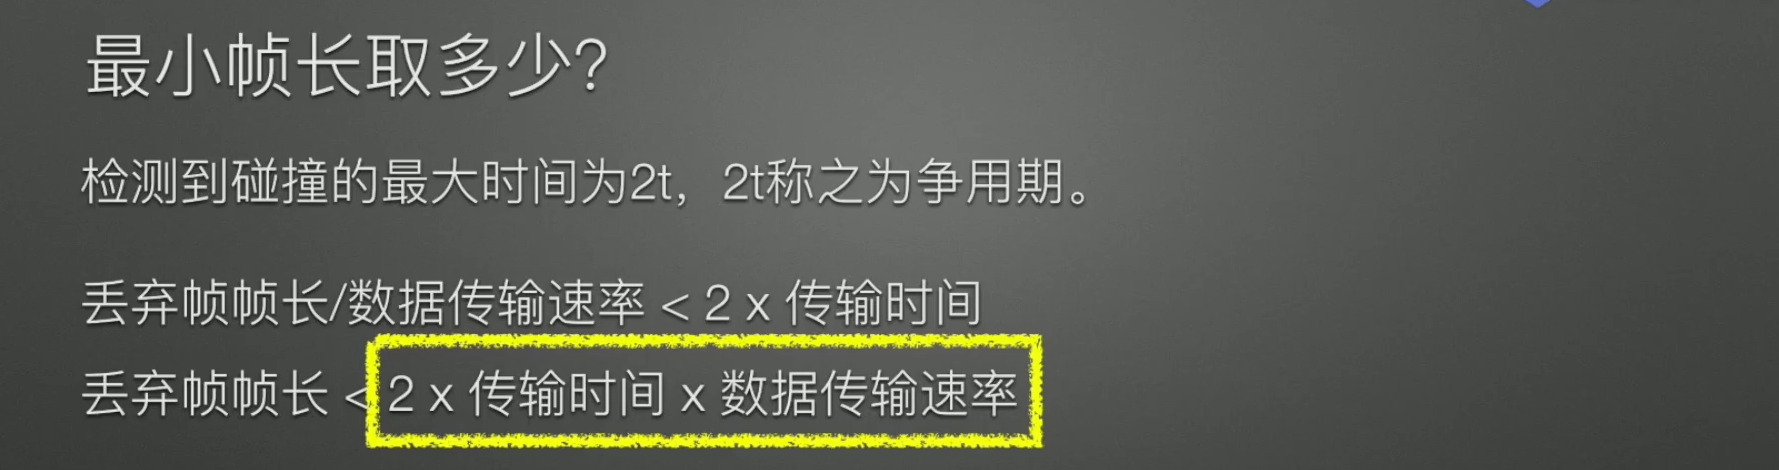 最小帧长取多少？
检测到碰撞的最大时间为2t，2t称之为争用期。
丢弃帧帧长/数据传输速率 < 2 x 传输时间
丢弃帧帧长 < 2 x 传输时间 x 数据传输速率